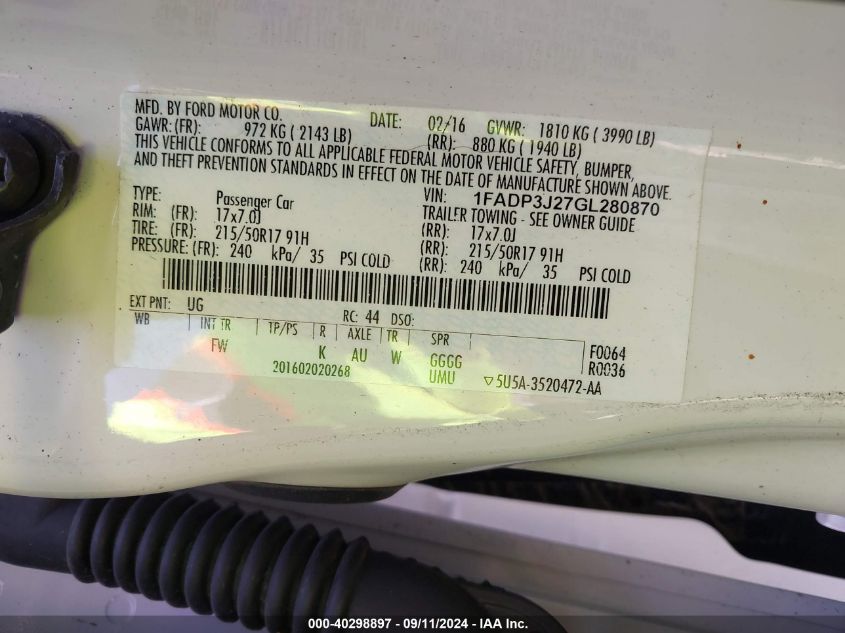 MFD. BY FORD MOTOR CO. DATE: 02/16 GVWR: 1810 KG ( 3990 LB)
GAWR: (FR): 972 KG ( 2143 LB) (RR): 880 KG ( 1940 LB)
THIS VEHICLE CONFORMS TO ALL APPLICABLE FEDERAL MOTOR VEHICLE SAFETY, BUMPER,
AND THEFT PREVENTION STANDARDS IN EFFECT ON THE DATE OF MANUFACTURE SHOWN ABOVE.
VIN: 1FADP3J27GL280870
TYPE: Passenger Car TRAILER TOWING - SEE OWNER GUIDE
RIM: (FR): 17x7.0J (RR): 17x7.0J
TIRE: (FR): 215/50R17 91H (RR): 215/50R17 91H
PRESSURE: (FR): 240 kPa/ 35 PSI COLD (RR): 240 kPa/ 35 PSI COLD
EXT PNT: UG RC: 44 DSO:
WB INT TR TP/PS R AXLE TR SPR
FW K AU W GGGG F0064
201602020268 UMU R0036
▽5U5A-3520472-AA
000-40298897 - 09/11/2024 - IAA Inc.